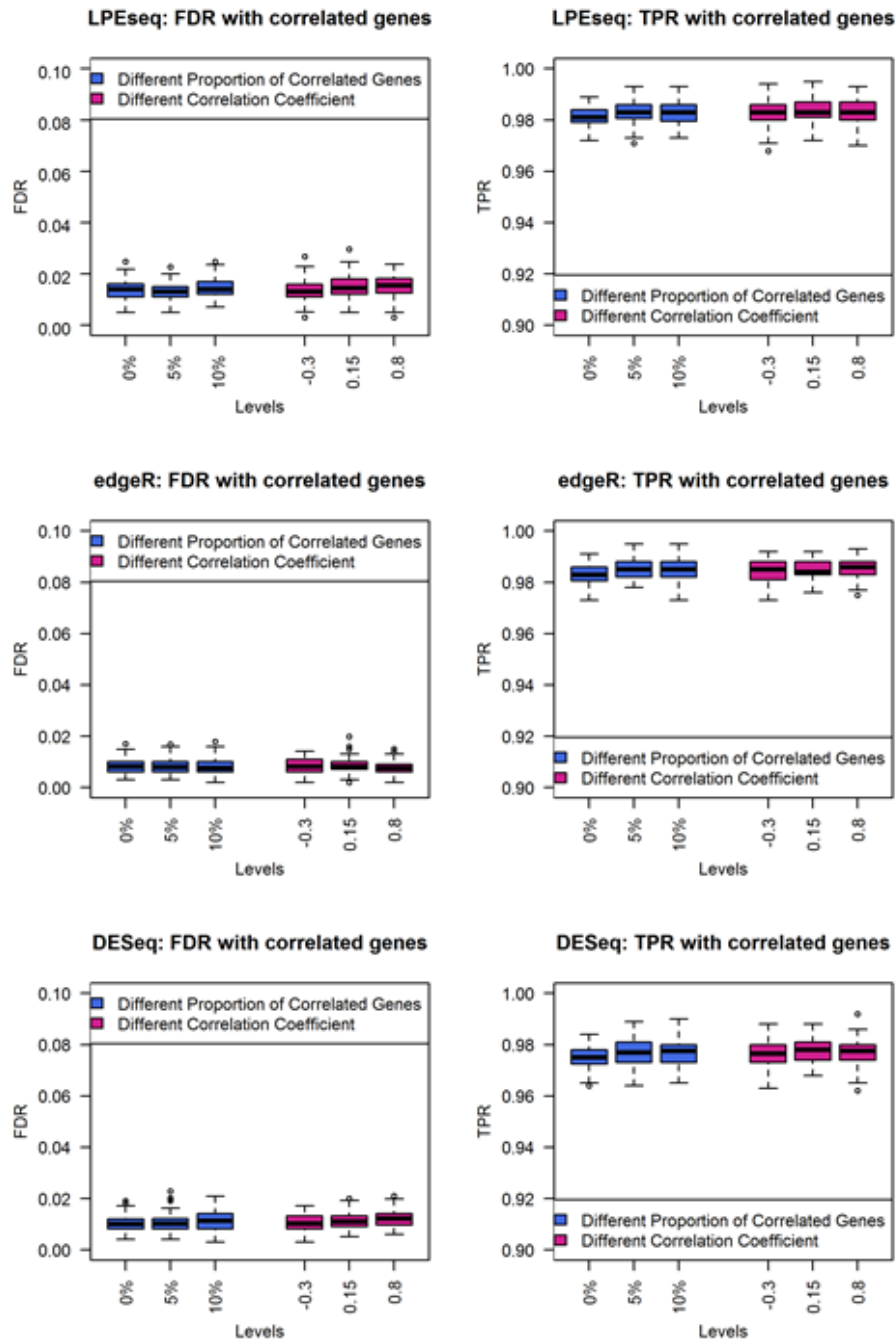 LPEseq: FDR with correlated genes
0.10
0.08
0.06
0.04
0.02
0.00
FDR
Different Proportion of Correlated Genes
Different Correlation Coefficient
0%
5%
10%
-0.3
0.15
0.8
Levels
LPEseq: TPR with correlated genes
1.00
0.98
0.96
0.94
0.92
0.90
TPR
Different Proportion of Correlated Genes
Different Correlation Coefficient
0%
5%
10%
-0.3
0.15
0.8
Levels
edgeR: FDR with correlated genes
0.10
0.08
0.06
0.04
0.02
0.00
FDR
Different Proportion of Correlated Genes
Different Correlation Coefficient
0%
5%
10%
-0.3
0.15
0.8
Levels
edgeR: TPR with correlated genes
1.00
0.98
0.96
0.94
0.92
0.90
TPR
Different Proportion of Correlated Genes
Different Correlation Coefficient
0%
5%
10%
-0.3
0.15
0.8
Levels
DESeq: FDR with correlated genes
0.10
0.08
0.06
0.04
0.02
0.00
FDR
Different Proportion of Correlated Genes
Different Correlation Coefficient
0%
5%
10%
-0.3
0.15
0.8
Levels
DESeq: TPR with correlated genes
1.00
0.98
0.96
0.94
0.92
0.90
TPR
Different Proportion of Correlated Genes
Different Correlation Coefficient
0%
5%
10%
-0.3
0.15
0.8
Levels